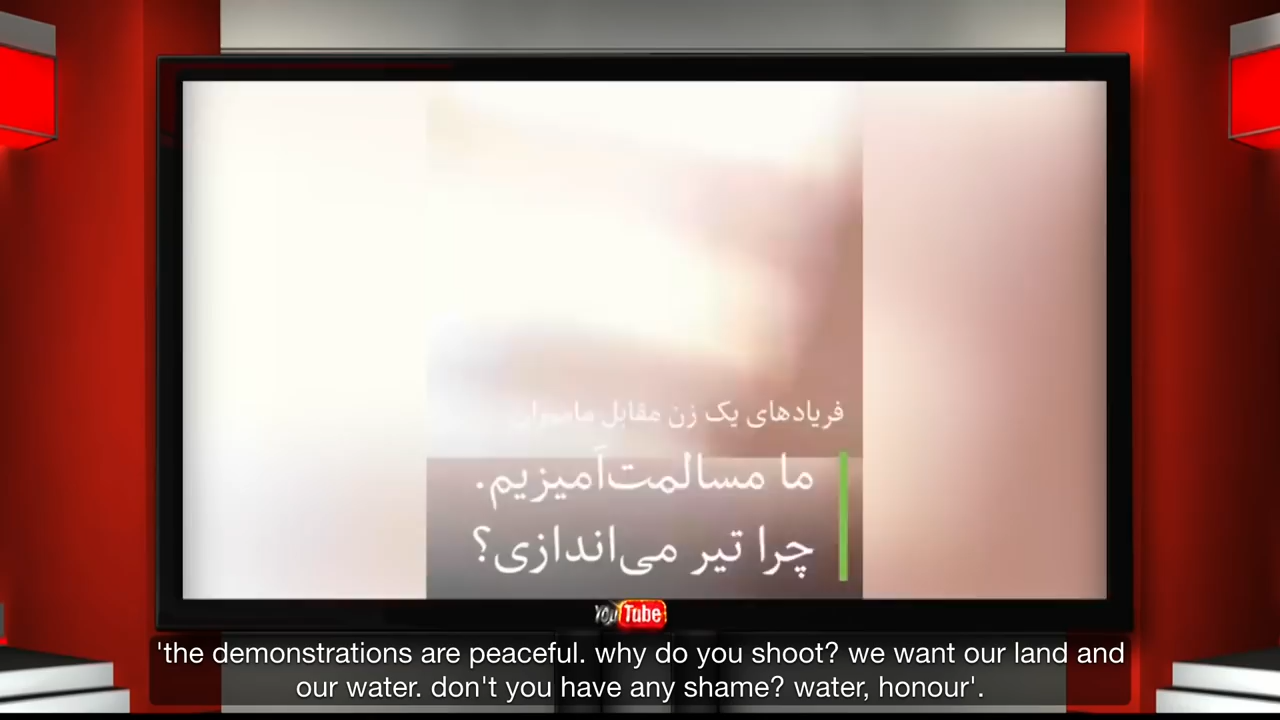 فریادهای یک زن مقابل ماموران
ما مسالمت‌آمیزیم.
چرا تیر می‌اندازی؟
YouTube
'the demonstrations are peaceful. why do you shoot? we want our land and
our water. don't you have any shame? water, honour'.